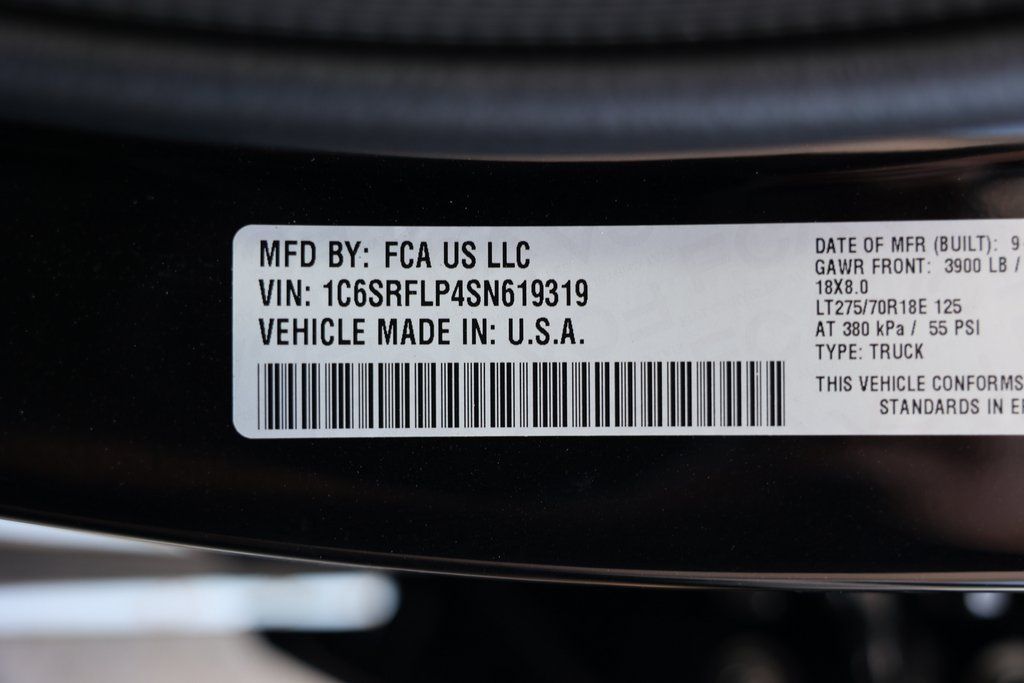 MFD BY: FCA US LLC
VIN: 1C6SRFLP4SN619319
VEHICLE MADE IN: U.S.A.
DATE OF MFR (BUILT): 9
GAWR FRONT: 3900 LB /
18X8.0
LT275/70R18E 125
AT 380 kPa / 55 PSI
TYPE: TRUCK
THIS VEHICLE CONFORMS
STANDARDS IN